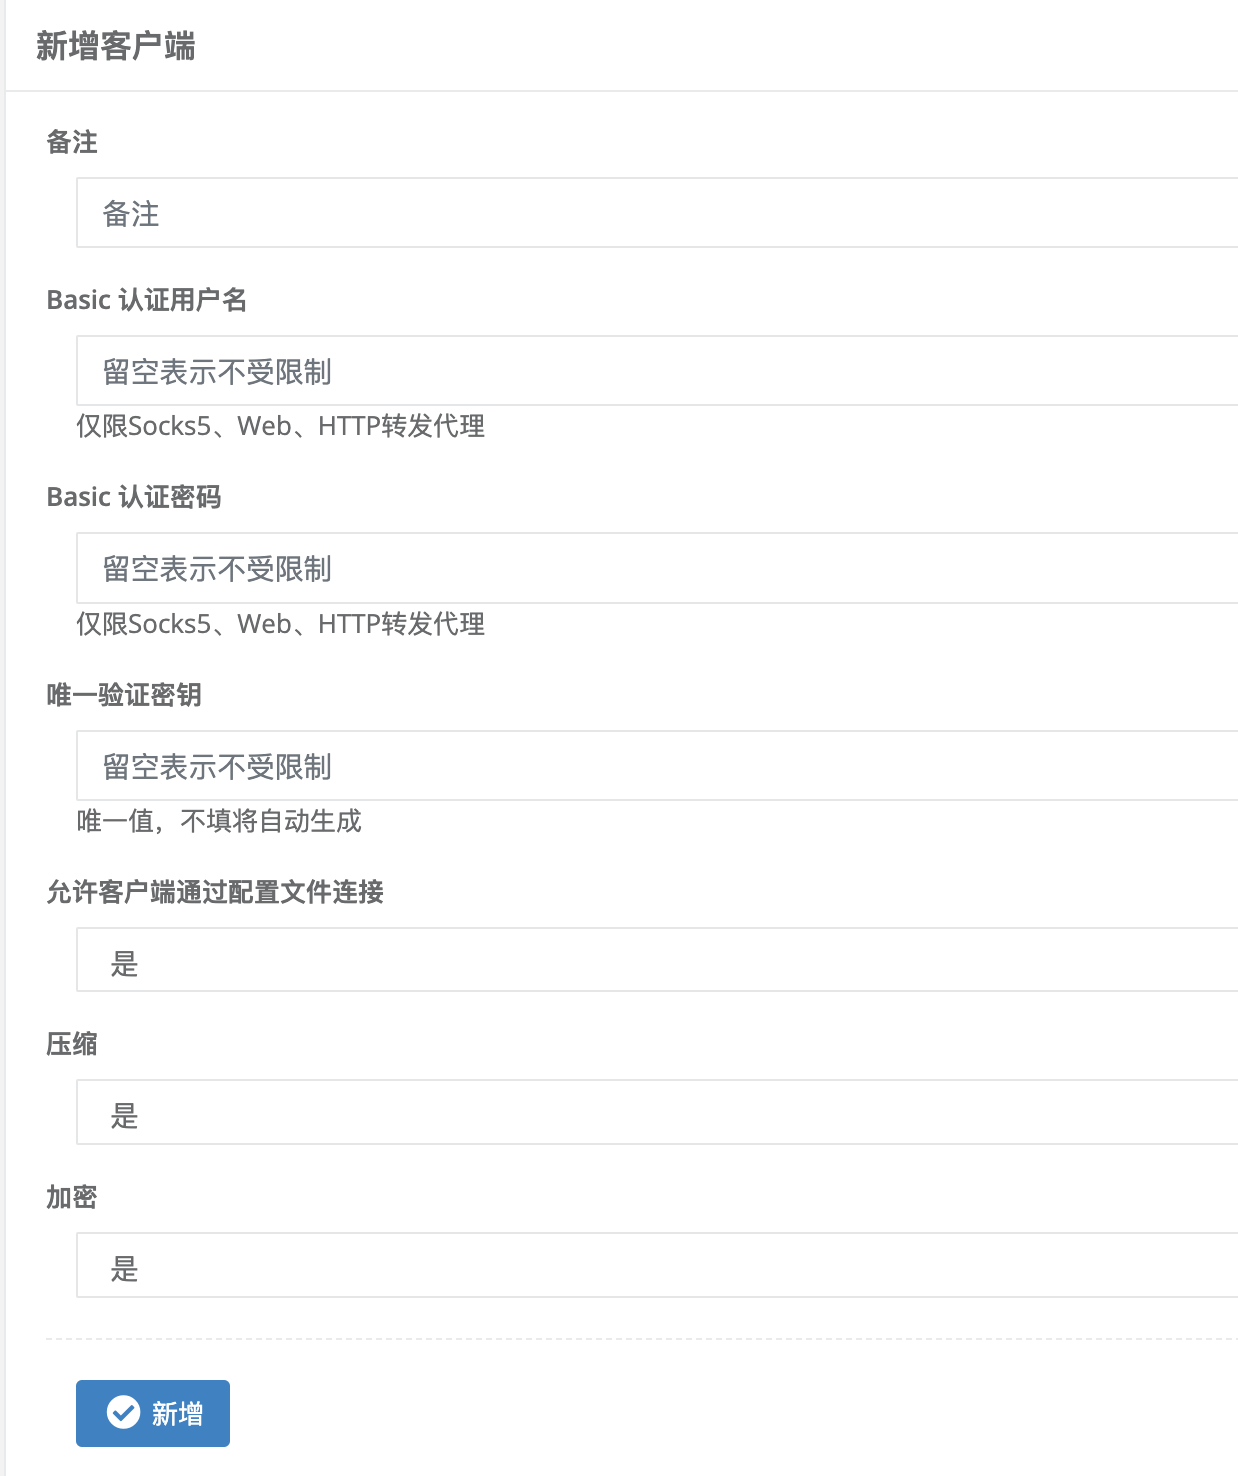 新增客户端
备注
备注
Basic 认证用户名
留空表示不受限制
仅限Socks5、Web、HTTP转发代理
Basic 认证密码
留空表示不受限制
仅限Socks5、Web、HTTP转发代理
唯一验证密钥
留空表示不受限制
唯一值，不填将自动生成
允许客户端通过配置文件连接
是
压缩
是
加密
是
新增